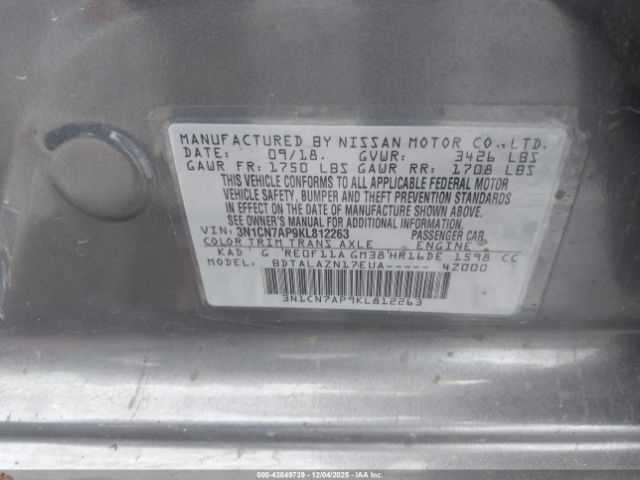 MANUFACTURED BY NISSAN MOTOR CO., LTD.
DATE: 09/18. GVWR: 3426 LBS
GAWR FR: 1750 LBS GAWR RR: 1708 LBS
THIS VEHICLE CONFORMS TO ALL APPLICABLE FEDERAL MOTOR
VEHICLE SAFETY, BUMPER AND THEFT PREVENTION STANDARDS
IN EFFECT ON THE DATE OF MANUFACTURE SHOWN ABOVE.
SEE OWNER'S MANUAL FOR ADDITIONAL INFORMATION.
VIN: 3N1CN7AP9KL812263 PASSENGER CAR
COLOR TRIM TRANS AXLE ENGINE
KAD G RE0F11A GM38 HR16DE 1598 CC
MODEL: BDTALAZN17EUA----- 42000
3N1CN7AP9KL812263
000-43849739 - 12/04/2025 - IAA Inc.